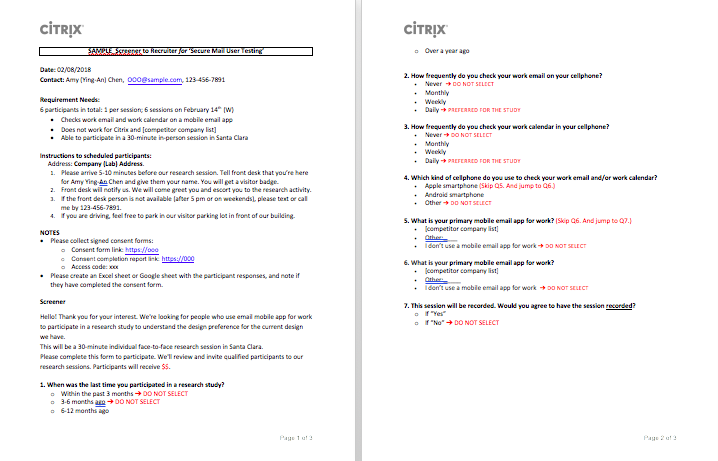 CITRIX
SAMPLE_Screener to Recruiter for 'Secure Mail User Testing'
Date: 02/08/2018
Contact: Amy (Ying-An) Chen, OOO@sample.com, 123-456-7891
Requirement Needs:
6 participants in total: 1 per session; 6 sessions on February 14th (W)
• Checks work email and work calendar on a mobile email app
• Does not work for Citrix and [competitor company list]
• Able to participate in a 30-minute in-person session in Santa Clara
Instructions to scheduled participants:
Address: Company (Lab) Address.
1. Please arrive 5-10 minutes before our research session. Tell front desk that you're here
for Amy Ying-An Chen and give them your name. You will get a visitor badge.
2. Front desk will notify us. We will come greet you and escort you to the research activity.
3. If the front desk person is not available (after 5 pm or on weekends), please text or call
me by 123-456-7891.
4. If you are driving, feel free to park in our visitor parking lot in front of our building.
NOTES
• Please collect signed consent forms:
o Consent form link: https://ooo
o Consent completion report link: https://000
o Access code: xxx
• Please create an Excel sheet or Google sheet with the participant responses, and note if
they have completed the consent form.
Screener
Hello! Thank you for your interest. We're looking for people who use email mobile app for work
to participate in a research study to understand the design preference for the current design
we have.
This will be a 30-minute individual face-to-face research session in Santa Clara.
Please complete this form to participate. We'll review and invite qualified participants to our
research sessions. Participants will receive $$.
1. When was the last time you participated in a research study?
o Within the past 3 months → DO NOT SELECT
o 3-6 months ago → DO NOT SELECT
o 6-12 months ago
Page 1 of 3
CITRIX
o Over a year ago
2. How frequently do you check your work email on your cellphone?
• Never → DO NOT SELECT
• Monthly
• Weekly
• Daily → PREFERRED FOR THE STUDY
3. How frequently do you check your work calendar in your cellphone?
• Never → DO NOT SELECT
• Monthly
• Weekly
• Daily → PREFERRED FOR THE STUDY
4. Which kind of cellphone do you use to check your work email and/or work calendar?
• Apple smartphone (Skip Q5. And jump to Q6.)
• Android smartphone
• Other → DO NOT SELECT
5. What is your primary mobile email app for work? (Skip Q6. And jump to Q7.)
• [competitor company list]
• Other:_____
• I don't use a mobile email app for work → DO NOT SELECT
6. What is your primary mobile email app for work?
• [competitor company list]
• Other:_____
• I don't use a mobile email app for work → DO NOT SELECT
7. This session will be recorded. Would you agree to have the session recorded?
o If "Yes"
o If "No" → DO NOT SELECT
Page 2 of 3